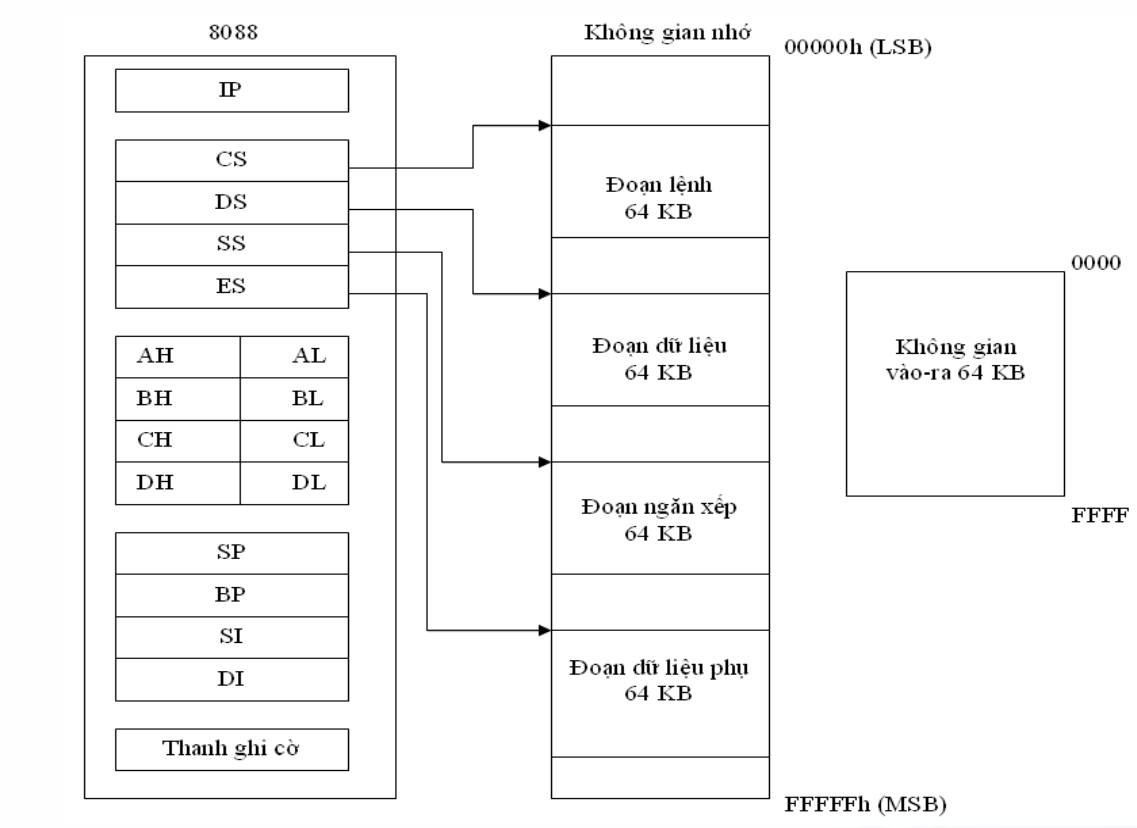 8088
IP
CS
DS
SS
ES
AH AL
BH BL
CH CL
DH DL
SP
BP
SI
DI
Thanh ghi cờ
Không gian nhớ
00000h (LSB)
Đoạn lệnh
64 KB
Đoạn dữ liệu
64 KB
Đoạn ngăn xếp
64 KB
Đoạn dữ liệu phụ
64 KB
FFFFFh (MSB)
0000
Không gian
vào-ra 64 KB
FFFF